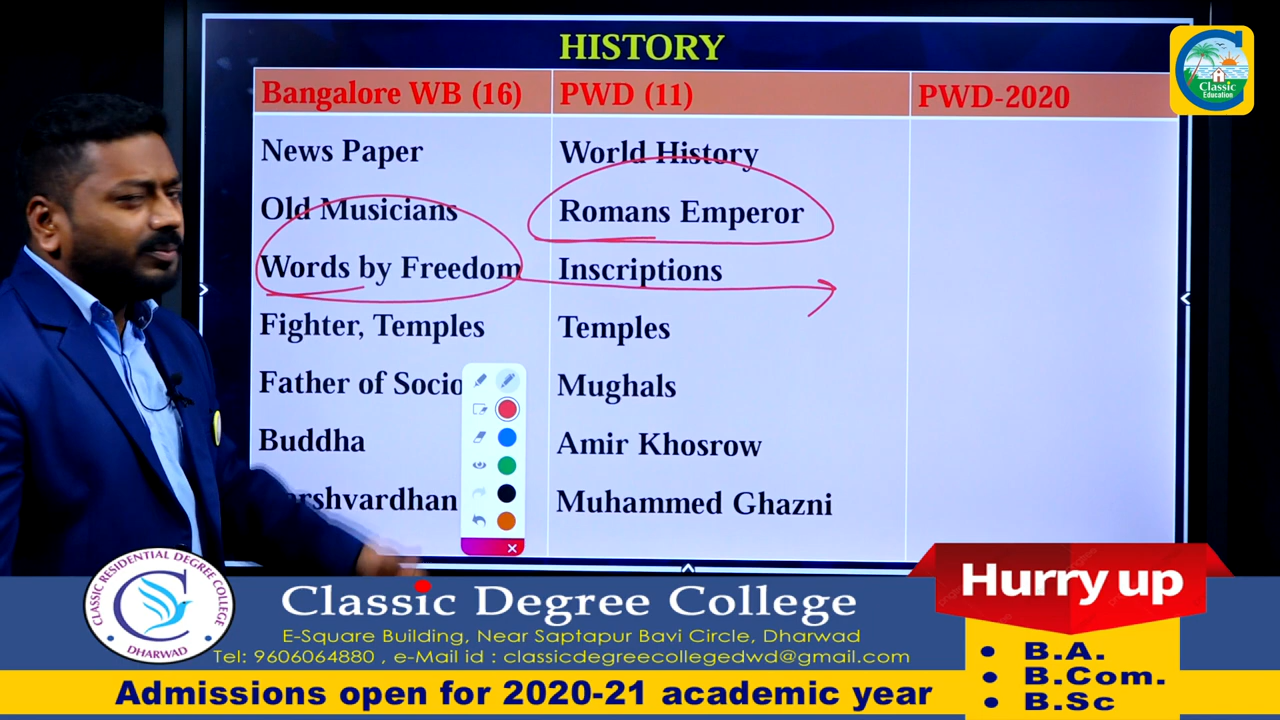 HISTORY
Bangalore WB (16) PWD (11) PWD-2020
News Paper World History
Old Musicians Romans Emperor
Words by Freedom Inscriptions
Fighter, Temples Temples
Father of Socio Mughals
Buddha Amir Khosrow
Muhammed Ghazni
Classic
Education
CLASSIC RESIDENTIAL DEGREE COLLEGE
DHARWAD
Classic Degree College
E-Square Building, Near Saptapur Bavi Circle, Dharwad
Tel: 9606064880 , e-Mail id : classicdegreecollegedwd@gmail.com
Admissions open for 2020-21 academic year
Hurry up
• B.A.
• B.Com.
• B.Sc